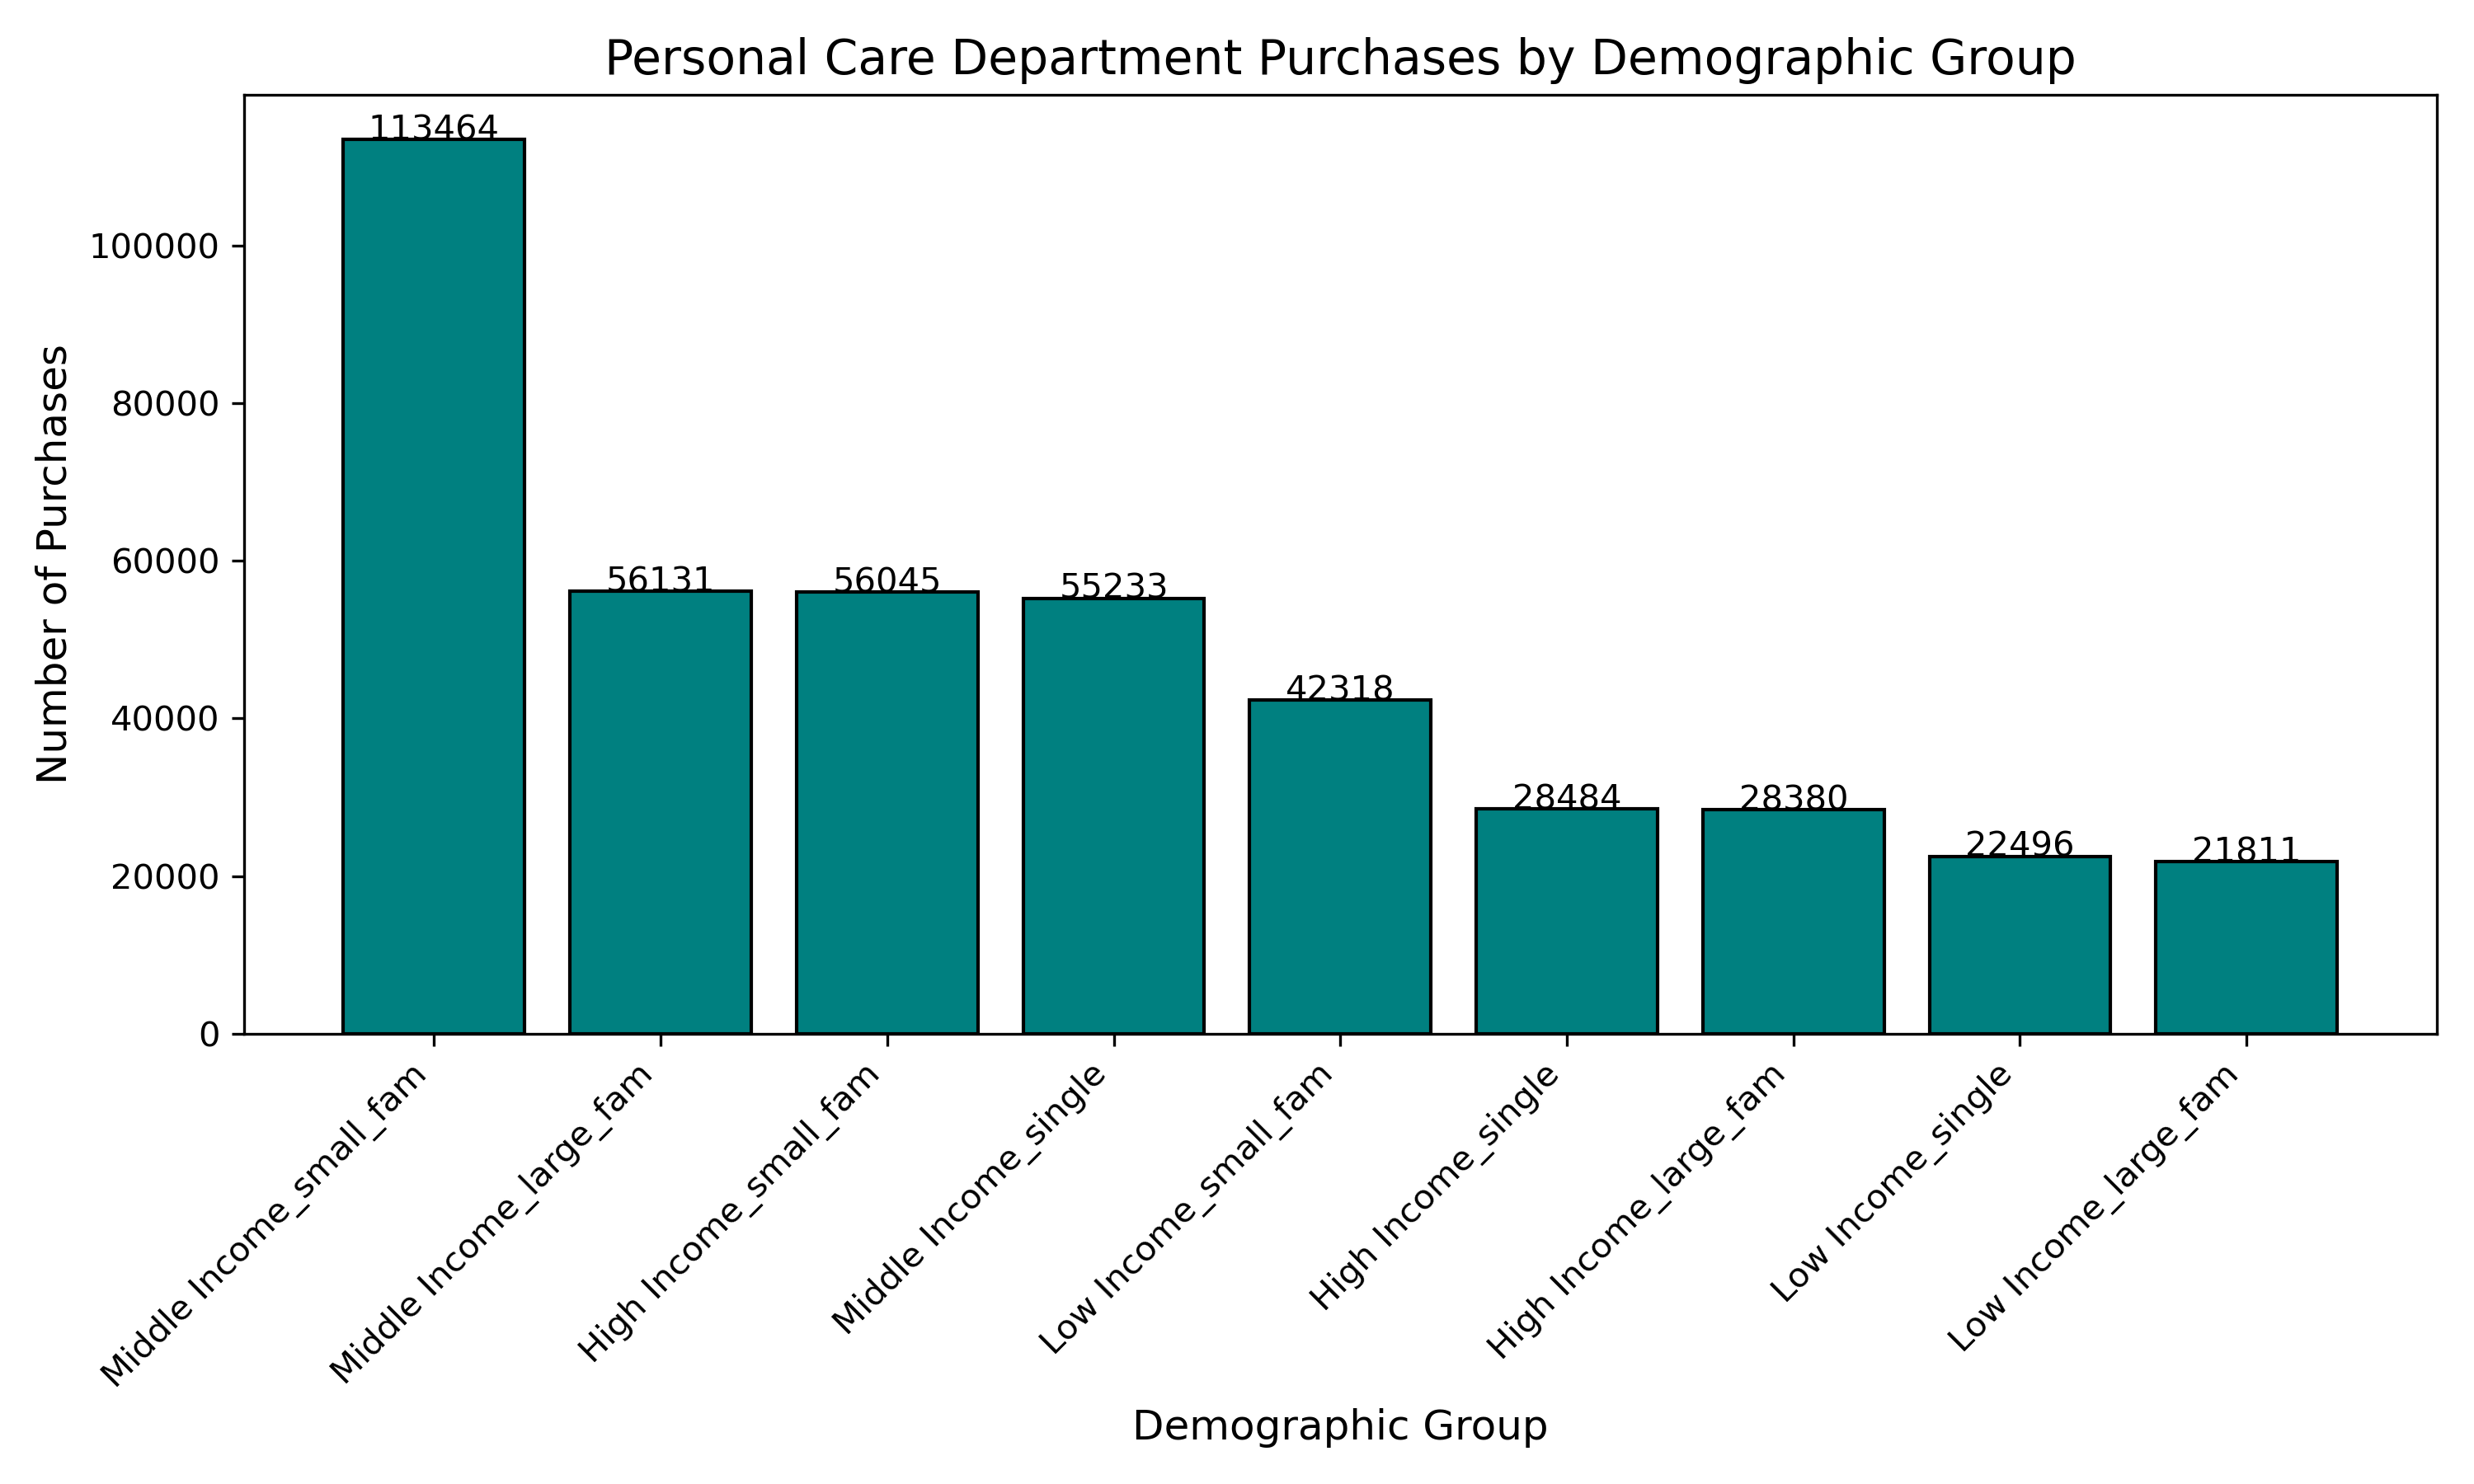 Personal Care Department Purchases by Demographic Group
Number of Purchases
100000
80000
60000
40000
20000
0
113464
56131
56045
55233
42318
28484
28380
22496
21811
Middle Income_small_fam
Middle Income_large_fam
High Income_small_fam
Middle Income_single
Low Income_small_fam
High Income_single
High Income_large_fam
Low Income_single
Low Income_large_fam
Demographic Group